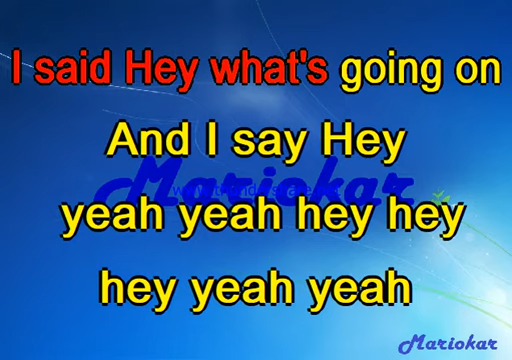 I said Hey what's going on
And I say Hey
Mariokar
yeah yeah hey hey
hey yeah yeah
Mariokar